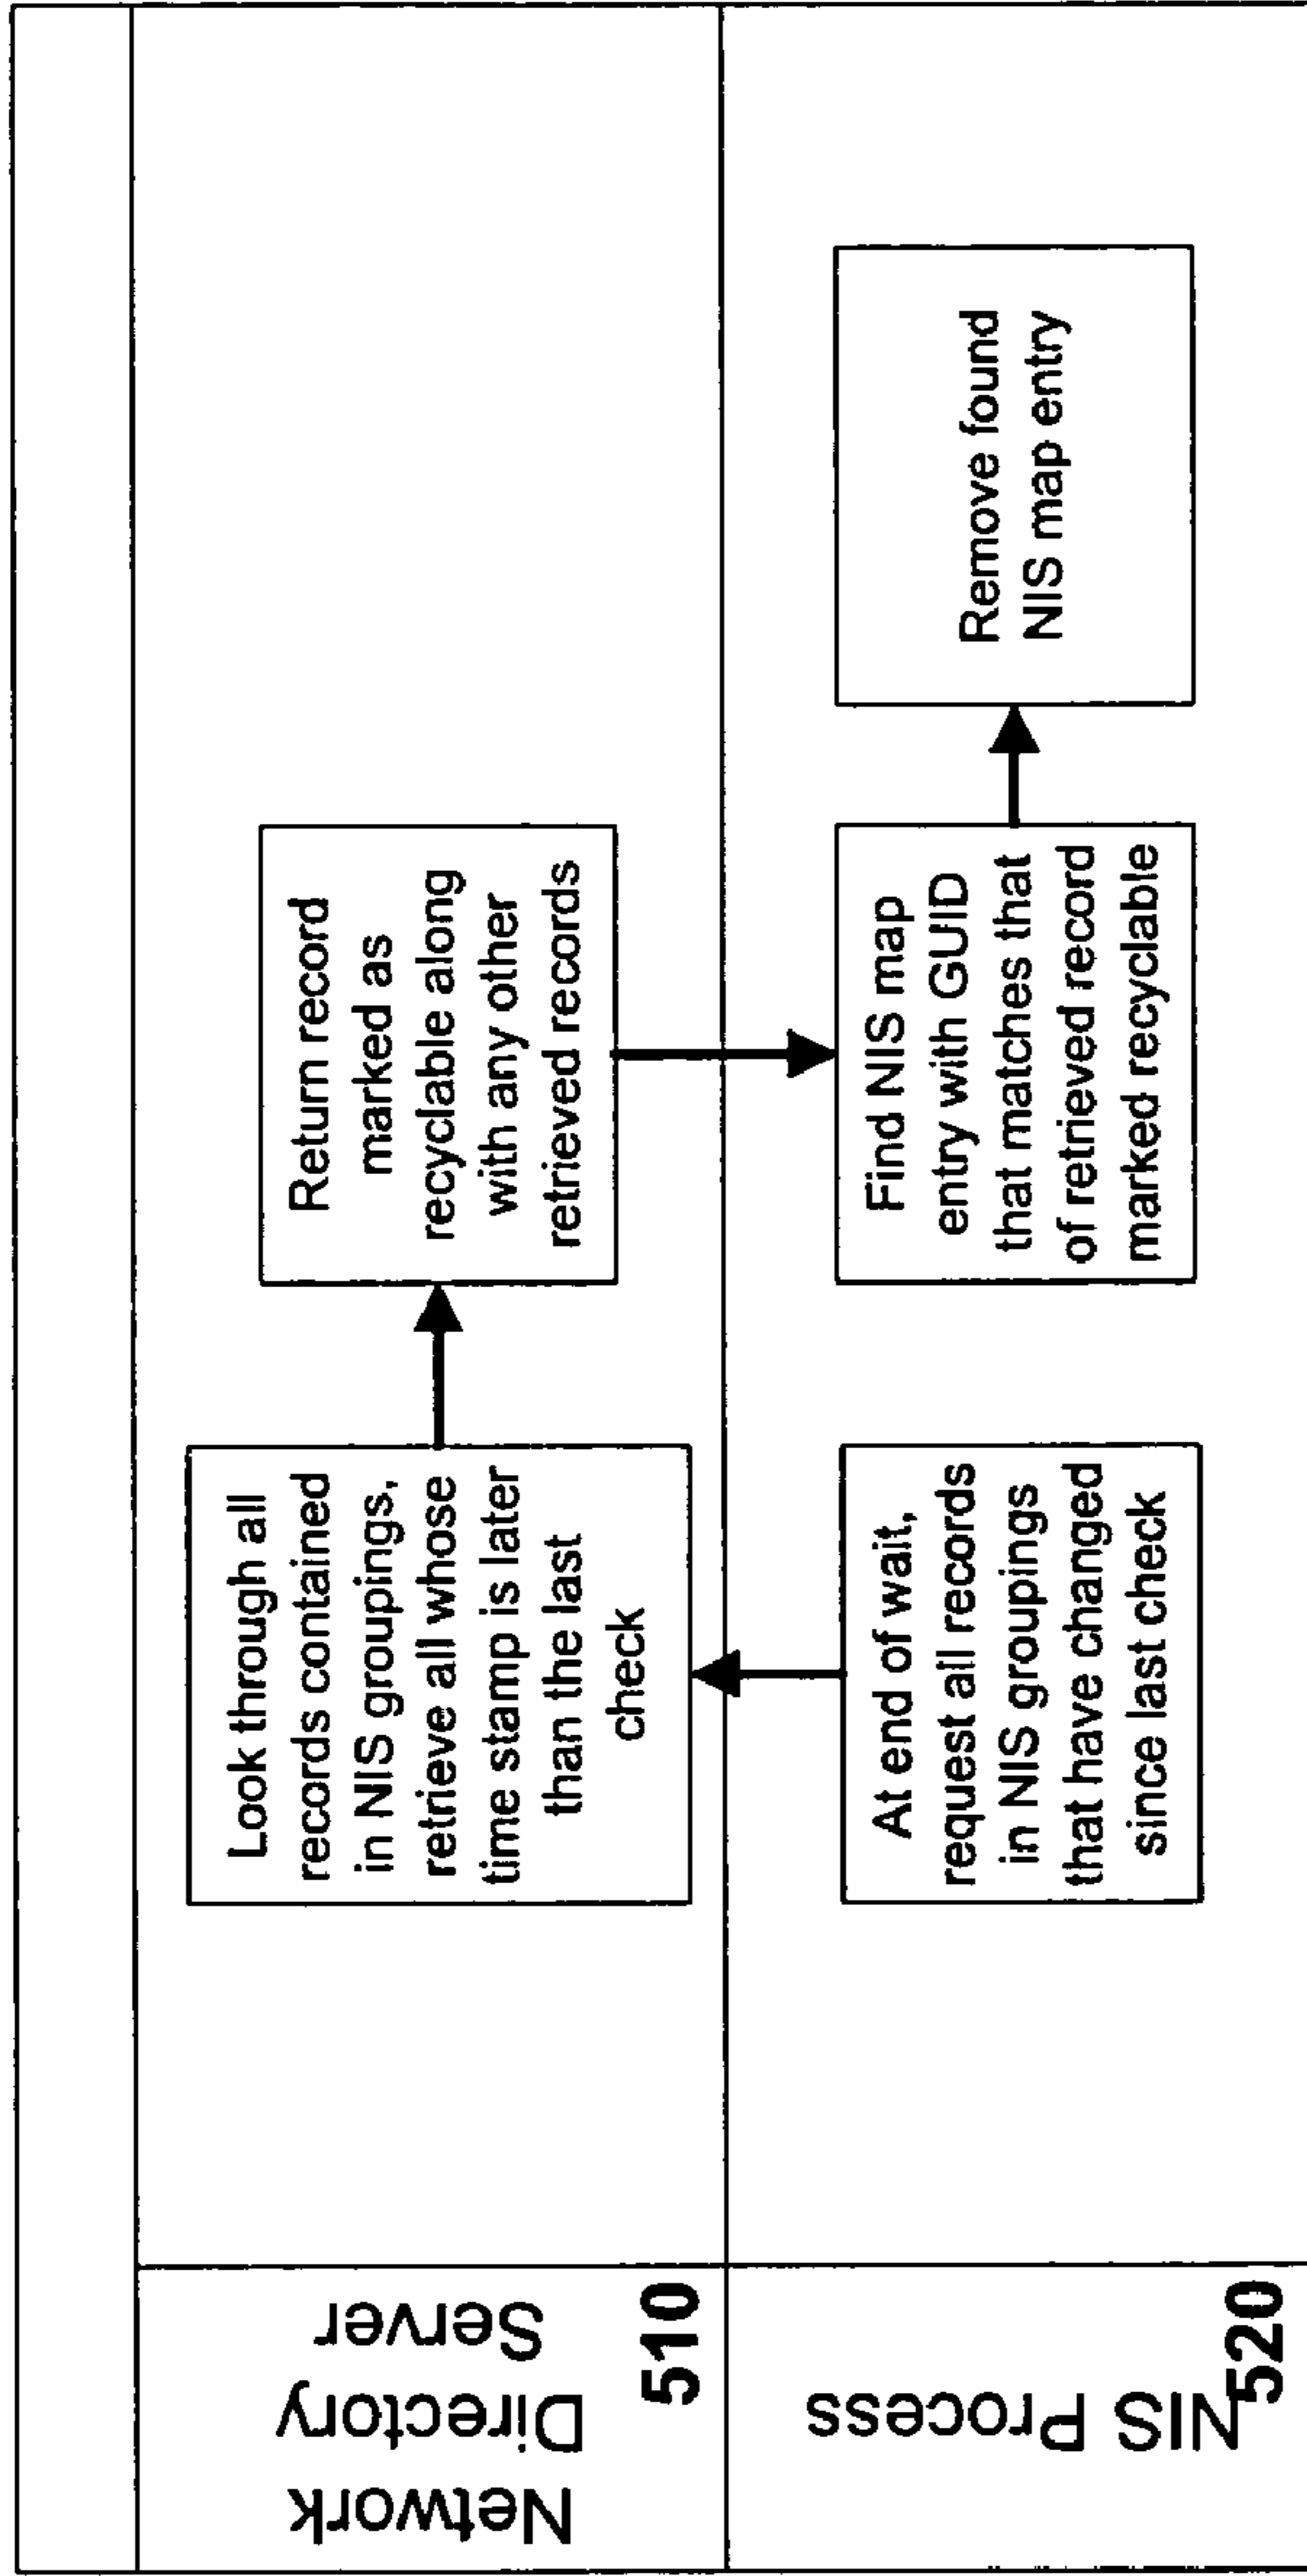 Network
Directory
Server
510
Look through all
records contained
in NIS groupings,
retrieve all whose
time stamp is later
than the last
check
Return record
marked as
recyclable along
with any other
retrieved records
NIS Process
520
At end of wait,
request all records
in NIS groupings
that have changed
since last check
Find NIS map
entry with GUID
that matches that
of retrieved record
marked recyclable
Remove found
NIS map entry